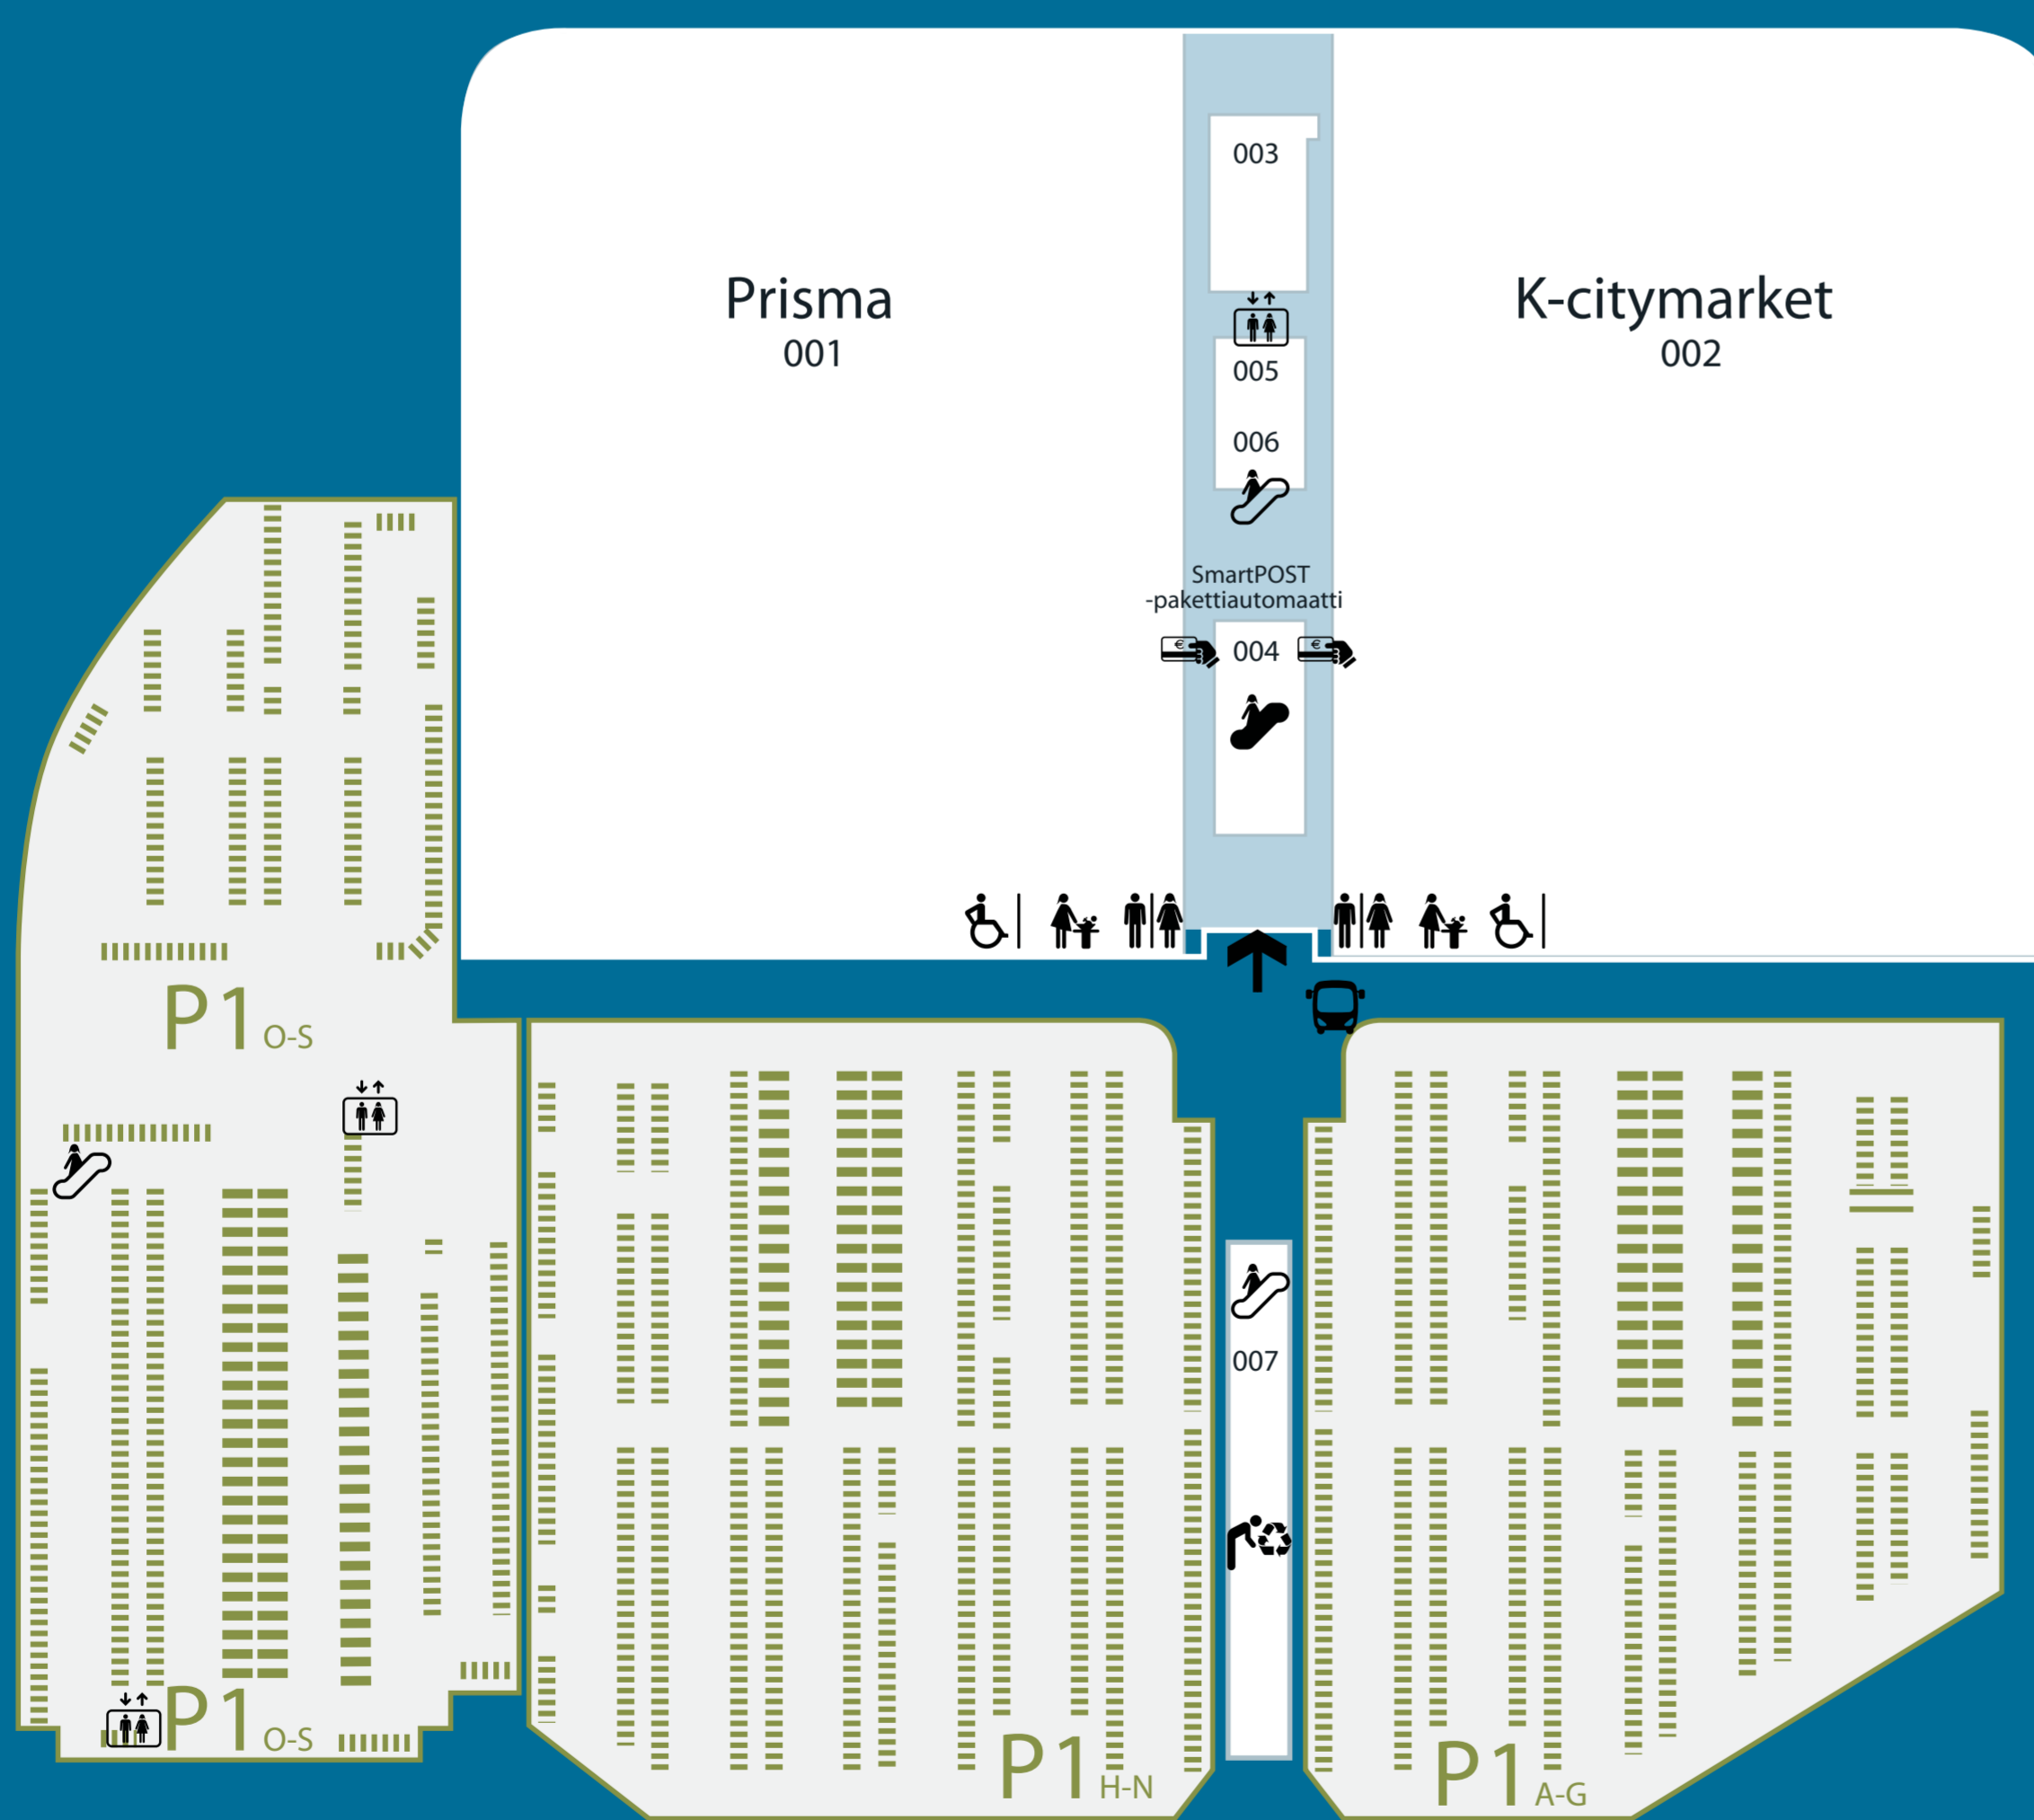 003
Prisma
001
K-citymarket
002
005
006
SmartPOST
-pakettiautomaatti
€
004
€
P1 O-S
007
P1 O-S
P1 H-N
P1 A-G